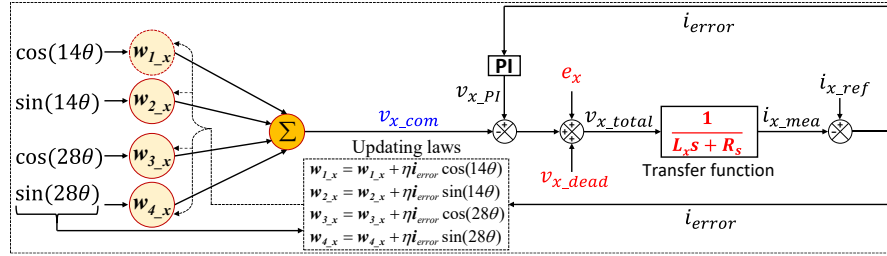 i_error
cos(14θ)
w_1_x
PI
sin(14θ)
w_2_x
v_x_PI
e_x
i_x_ref
v_x_com
v_x_total
1
L_x s + R_s
i_x_mea
Σ
cos(28θ)
w_3_x
Updating laws
Transfer function
v_x_dead
sin(28θ)
w_4_x
w_1_x = w_1_x + ηi_error cos(14θ)
w_2_x = w_2_x + ηi_error sin(14θ)
w_3_x = w_3_x + ηi_error cos(28θ)
w_4_x = w_4_x + ηi_error sin(28θ)
i_error